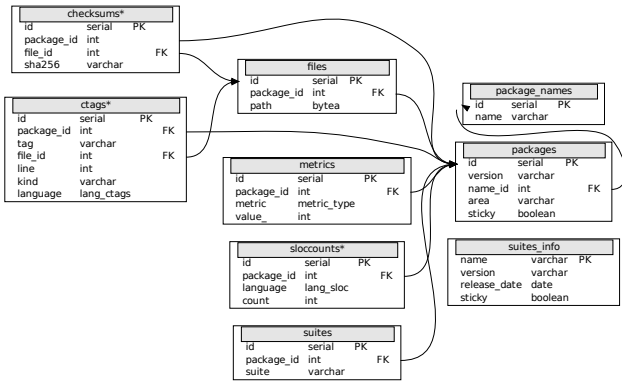 checksums*
id serial PK
package_id int
file_id int FK
sha256 varchar
ctags*
id serial PK
package_id int FK
tag varchar
file_id int FK
line int
kind varchar
language lang_ctags
files
id serial PK
package_id int FK
path bytea
metrics
id serial PK
package_id int FK
metric metric_type
value_ int
sloccounts*
id serial PK
package_id int FK
language lang_sloc
count int
suites
id serial PK
package_id int FK
suite varchar
package_names
id serial PK
name varchar
packages
id serial PK
version varchar
name_id int FK
area varchar
sticky boolean
suites_info
name varchar PK
version varchar
release_date date
sticky boolean